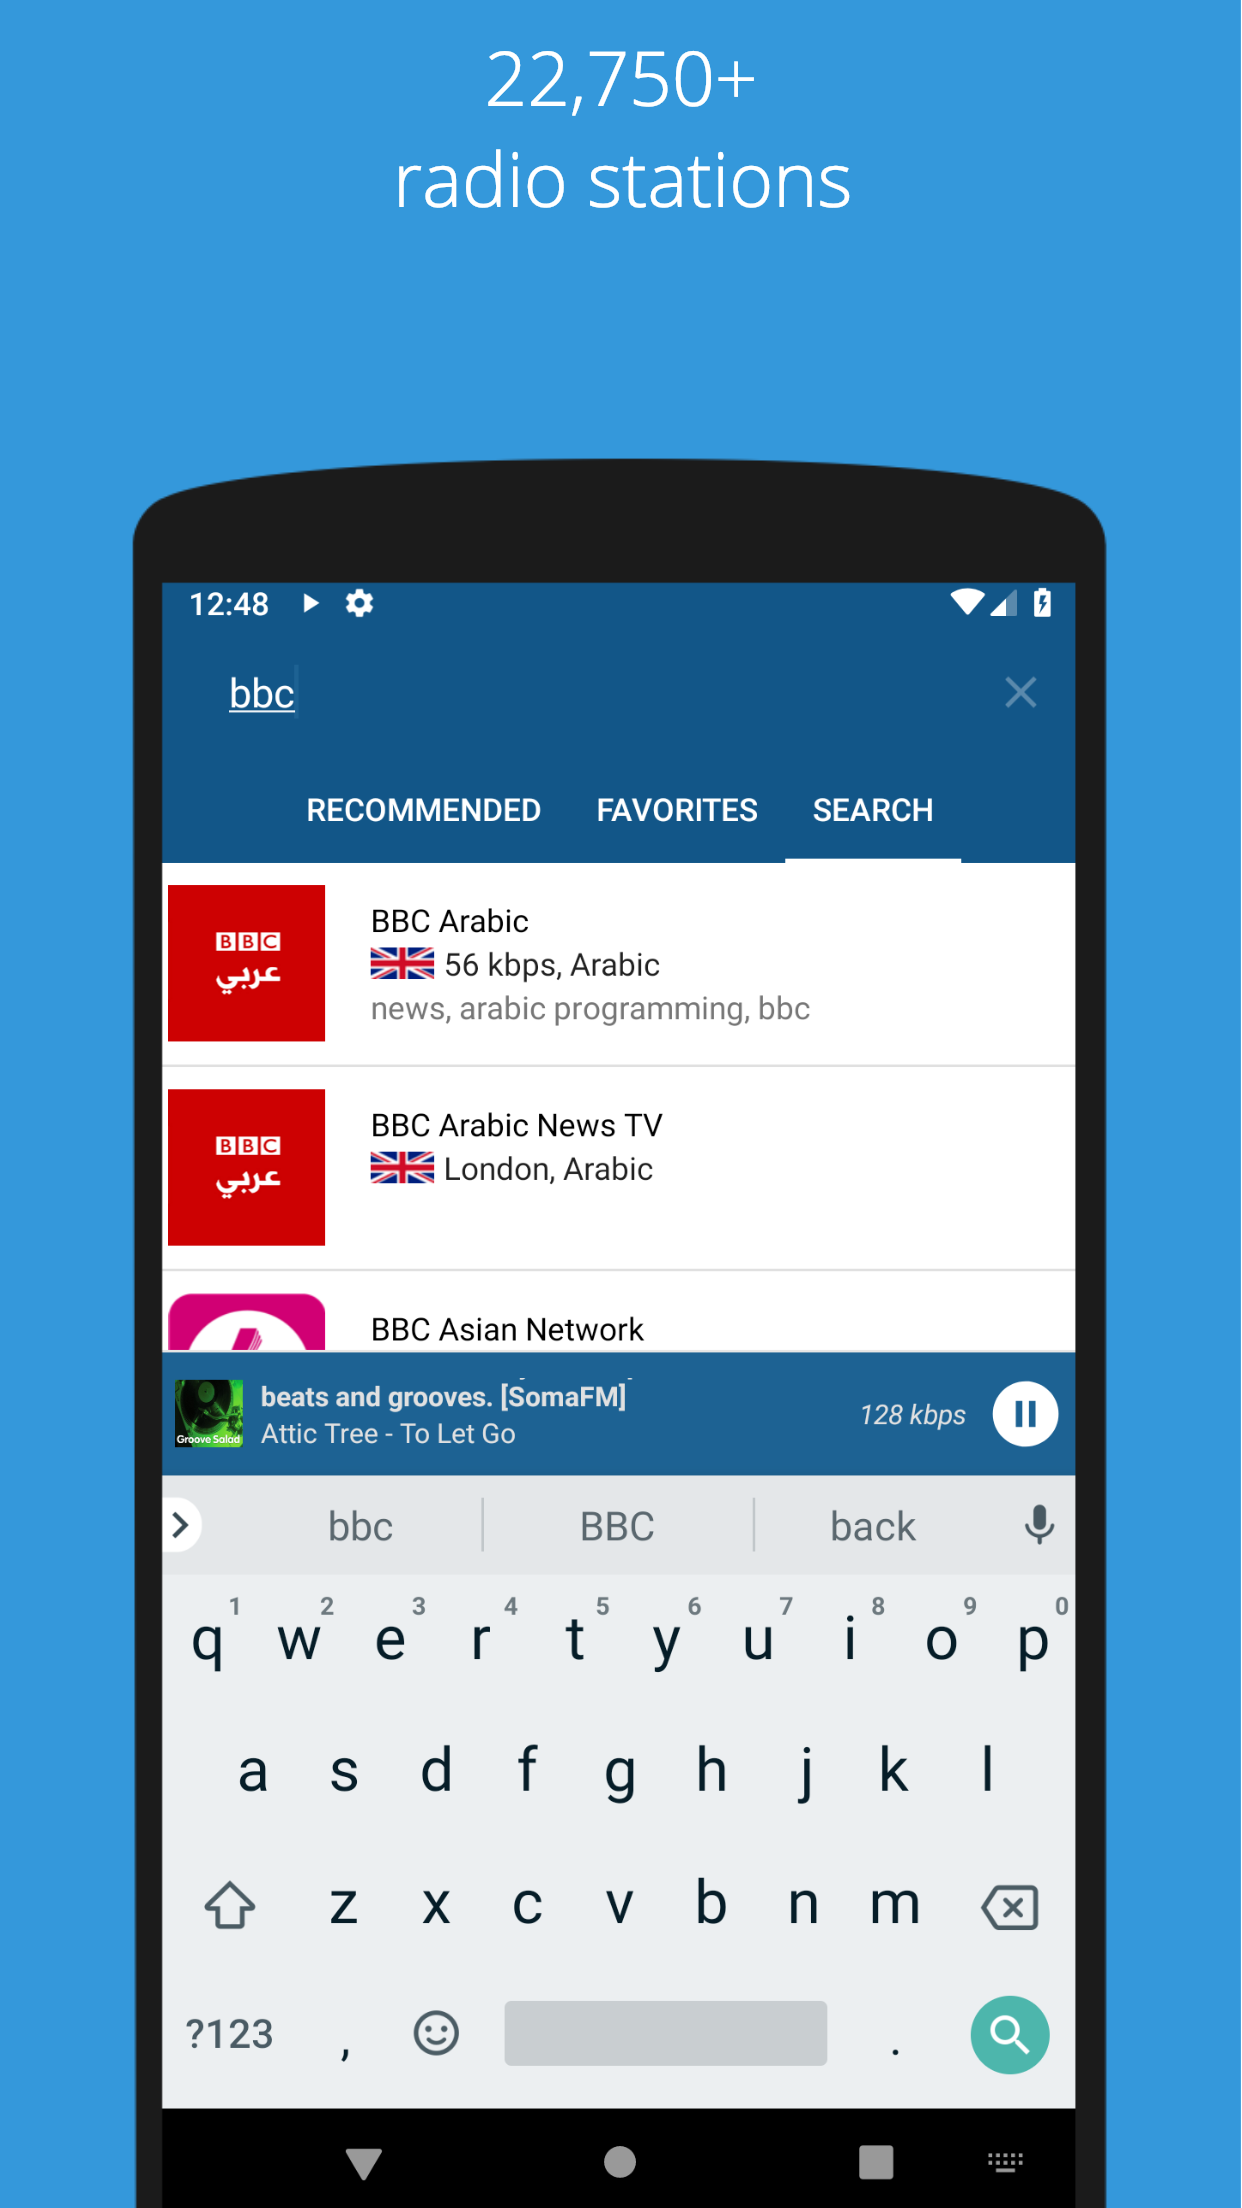 22,750+
radio stations
12:48
bbc
RECOMMENDED FAVORITES SEARCH
BBC
عربي
BBC Arabic
56 kbps, Arabic
news, arabic programming, bbc
BBC
عربي
BBC Arabic News TV
London, Arabic
BBC Asian Network
Groove Salad
beats and grooves. [SomaFM]
Attic Tree - To Let Go
128 kbps
bbc BBC back
1 2 3 4 5 6 7 8 9 0
q w e r t y u i o p
a s d f g h j k l
z x c v b n m
?123 , .